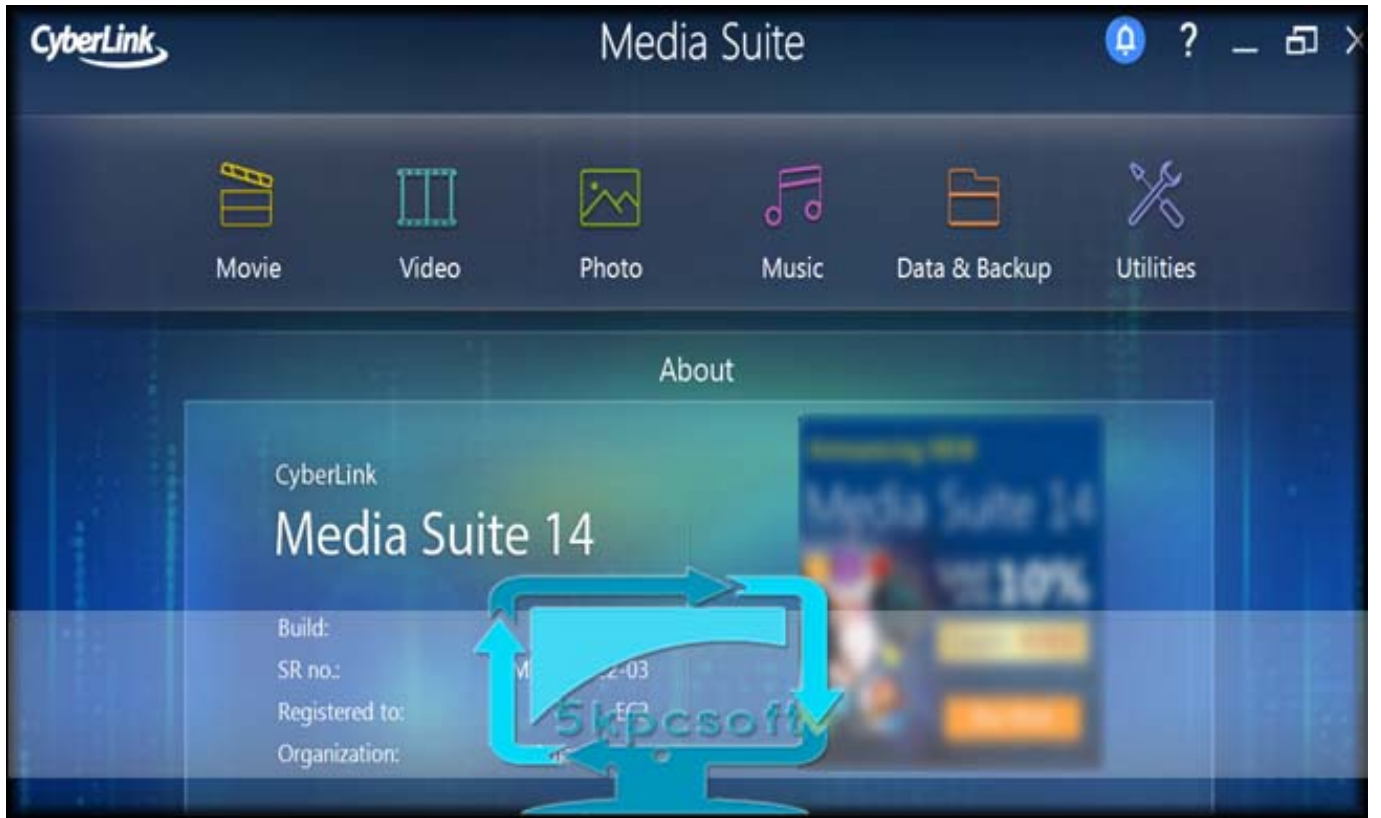 CyberLink
Media Suite
?
Movie
Video
Photo
Music
Data & Backup
Utilities
About
CyberLink
Media Suite 14
Media Suite 14
10%
Build:
SR no.:
Registered to:
Organization:
5kpcsoft